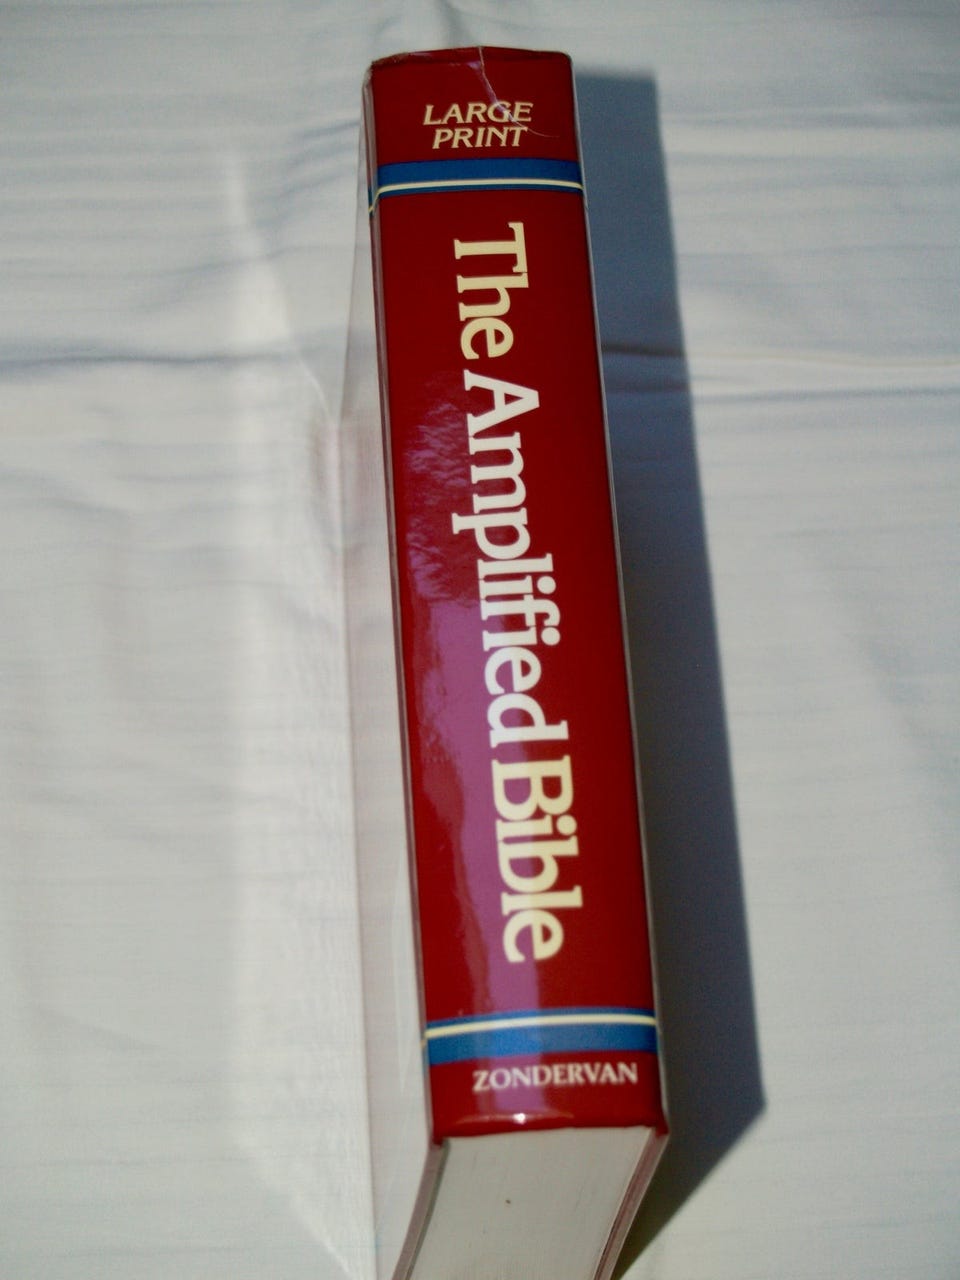 LARGE
PRINT
The Amplified Bible
ZONDERVAN